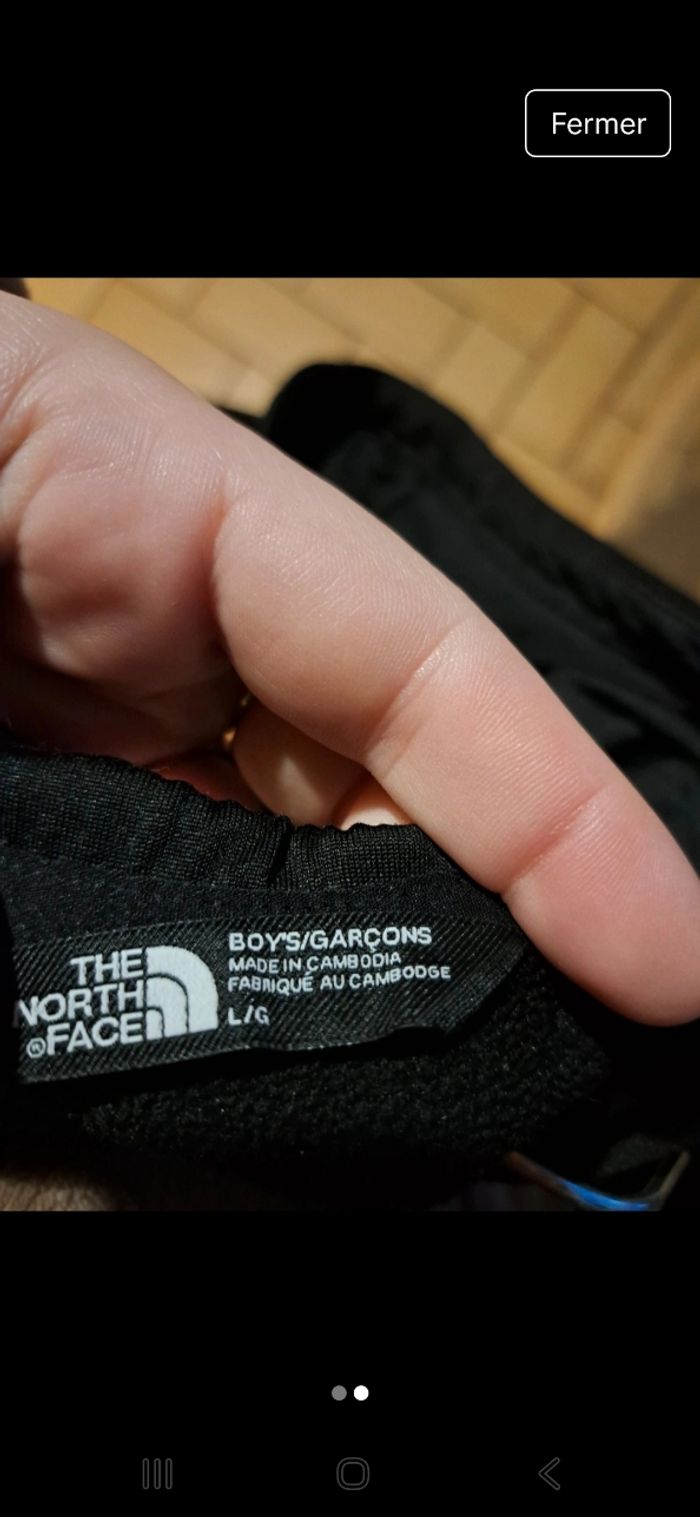 Fermer
THE
NORTH
®FACE
BOY'S/GARÇONS
MADE IN CAMBODIA
FABRIQUÉ AU CAMBODGE
L/G